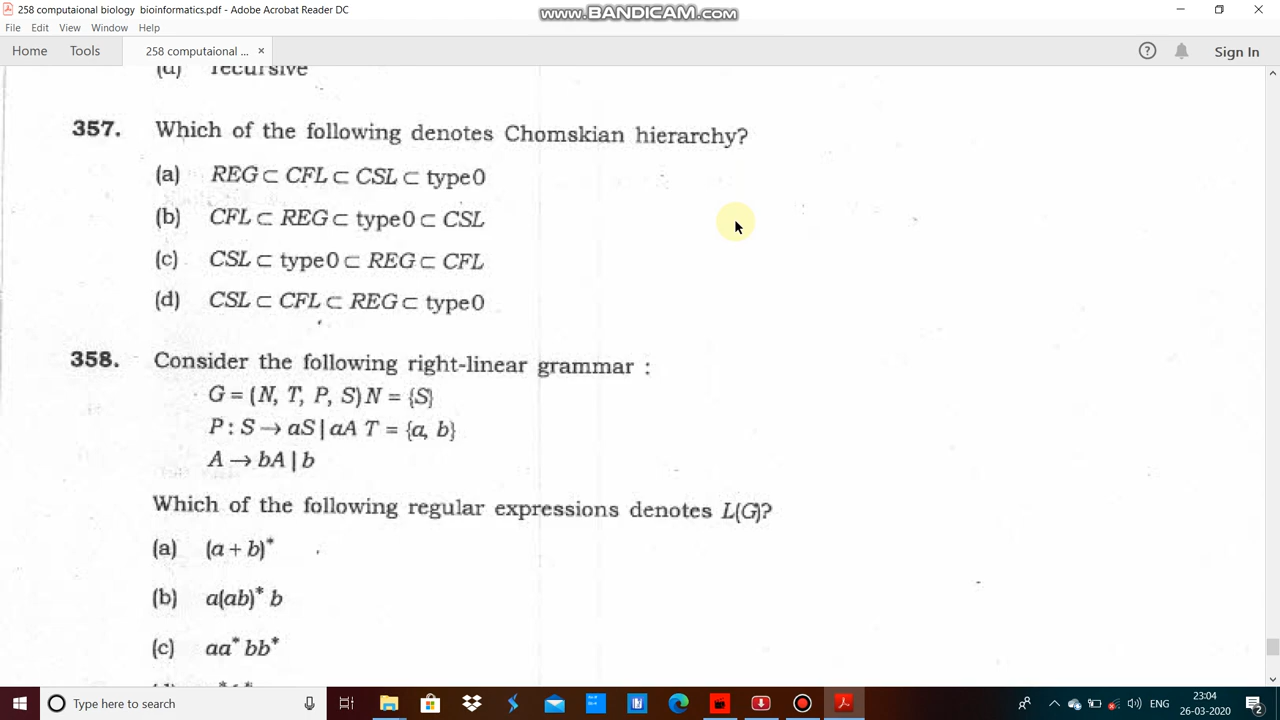 258 computaional biology bioinformatics.pdf - Adobe Acrobat Reader DC
www.BANDICAM.com
File Edit View Window Help
Home Tools 258 computaional ... × Sign In
recursive
357. Which of the following denotes Chomskian hierarchy?
(a) REG ⊂ CFL ⊂ CSL ⊂ type0
(b) CFL ⊂ REG ⊂ type0 ⊂ CSL
(c) CSL ⊂ type0 ⊂ REG ⊂ CFL
(d) CSL ⊂ CFL ⊂ REG ⊂ type0
358. Consider the following right-linear grammar :
G = (N, T, P, S) N = {S}
P : S → aS | aA T = {a, b}
A → bA | b
Which of the following regular expressions denotes L(G)?
(a) (a + b)*
(b) a(ab)* b
(c) aa* bb*
Type here to search
ENG
23:04
26-03-2020
2